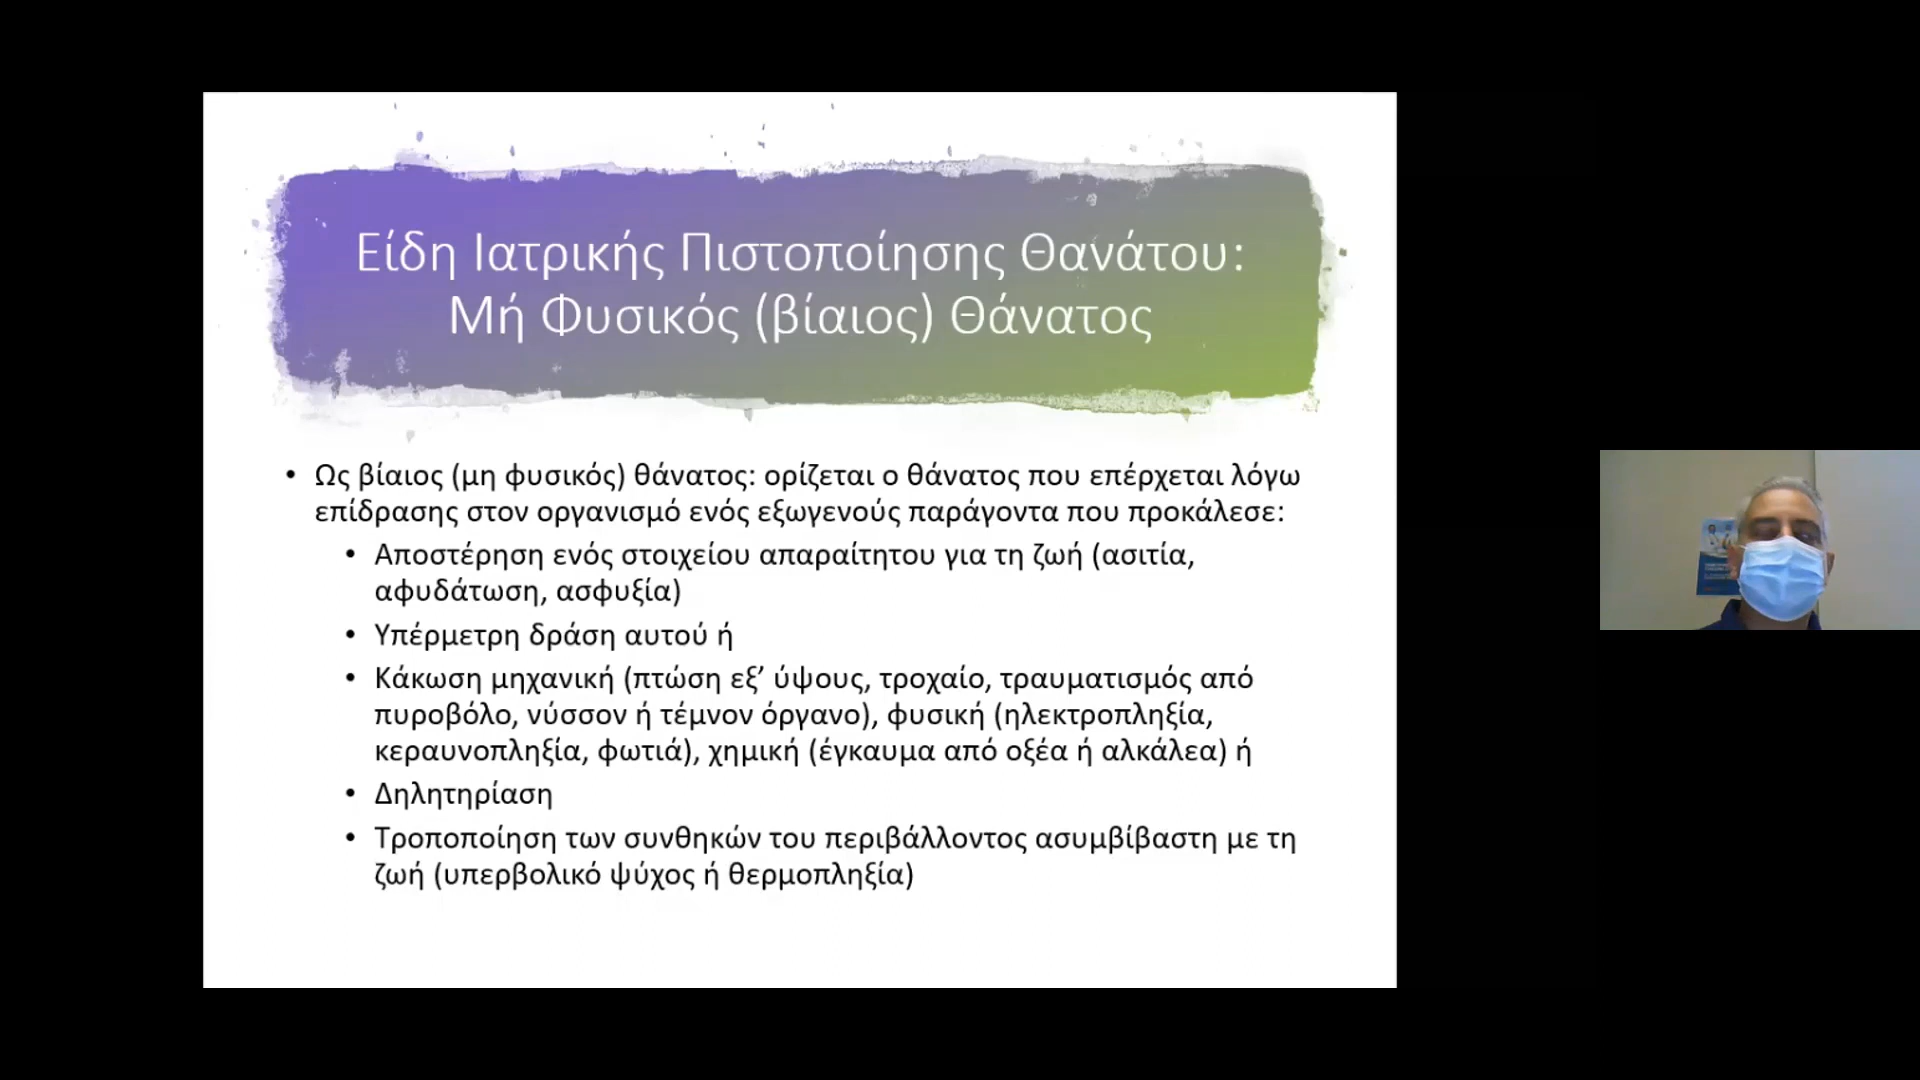 Είδη Ιατρικής Πιστοποίησης Θανάτου:
Μή Φυσικός (βίαιος) Θάνατος
• Ως βίαιος (μη φυσικός) θάνατος: ορίζεται ο θάνατος που επέρχεται λόγω
επίδρασης στον οργανισμό ενός εξωγενούς παράγοντα που προκάλεσε:
• Αποστέρηση ενός στοιχείου απαραίτητου για τη ζωή (ασιτία,
αφυδάτωση, ασφυξία)
• Υπέρμετρη δράση αυτού ή
• Κάκωση μηχανική (πτώση εξ’ ύψους, τροχαίο, τραυματισμός από
πυροβόλο, νύσσον ή τέμνον όργανο), φυσική (ηλεκτροπληξία,
κεραυνοπληξία, φωτιά), χημική (έγκαυμα από οξέα ή αλκάλεα) ή
• Δηλητηρίαση
• Τροποποίηση των συνθηκών του περιβάλλοντος ασυμβίβαστη με τη
ζωή (υπερβολικό ψύχος ή θερμοπληξία)